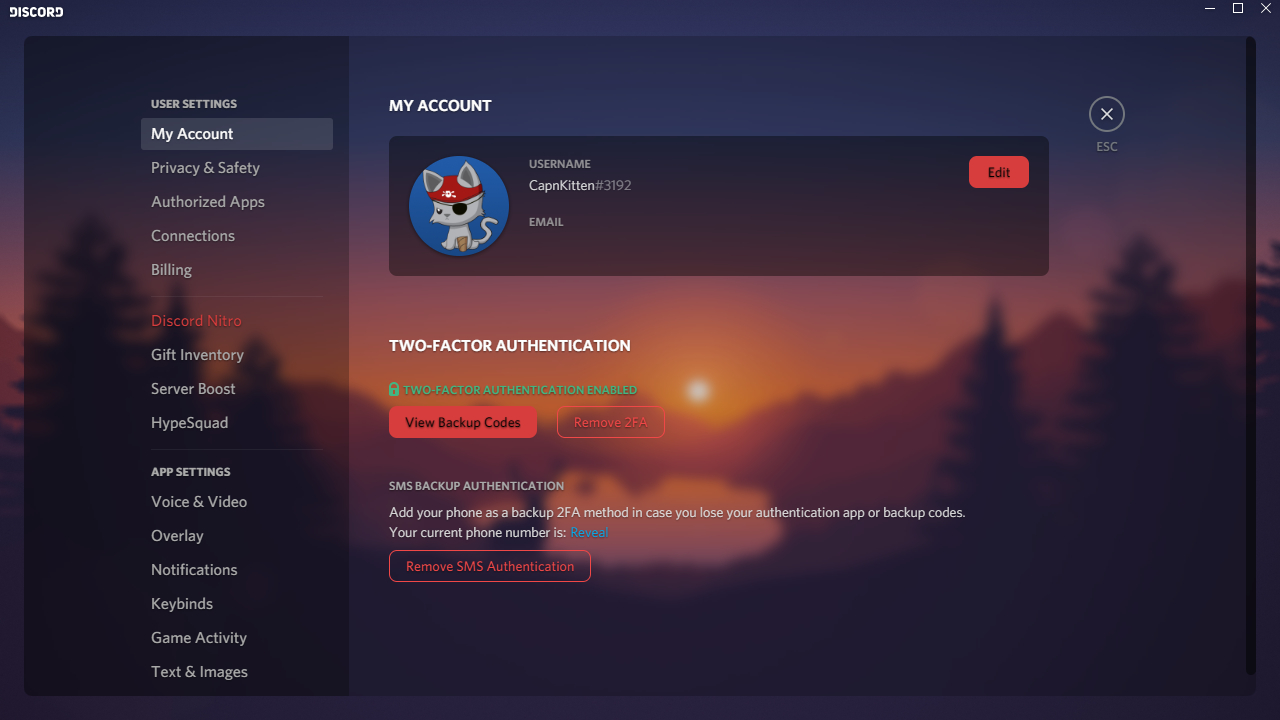 DISCORD
USER SETTINGS
My Account
Privacy & Safety
Authorized Apps
Connections
Billing
Discord Nitro
Gift Inventory
Server Boost
HypeSquad
APP SETTINGS
Voice & Video
Overlay
Notifications
Keybinds
Game Activity
Text & Images
MY ACCOUNT
ESC
USERNAME
CapnKitten#3192
Edit
EMAIL
TWO-FACTOR AUTHENTICATION
TWO-FACTOR AUTHENTICATION ENABLED
View Backup Codes
Remove 2FA
SMS BACKUP AUTHENTICATION
Add your phone as a backup 2FA method in case you lose your authentication app or backup codes.
Your current phone number is: Reveal
Remove SMS Authentication